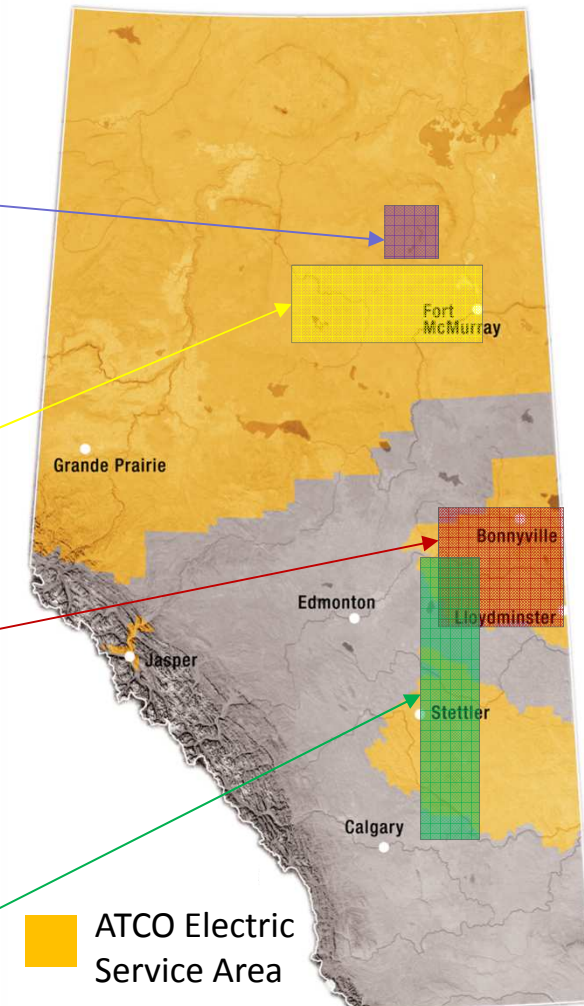 Fort
McMurray
Grande Prairie
Bonnyville
Edmonton
Lloydminster
Jasper
Stettler
Calgary
ATCO Electric
Service Area